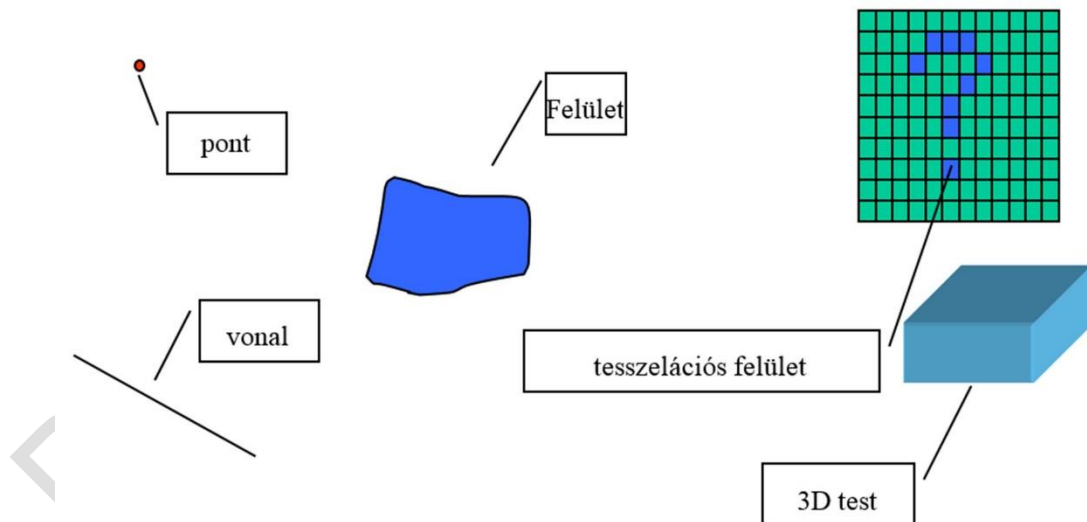 Felület
pont
vonal
tesszelációs felület
3D test